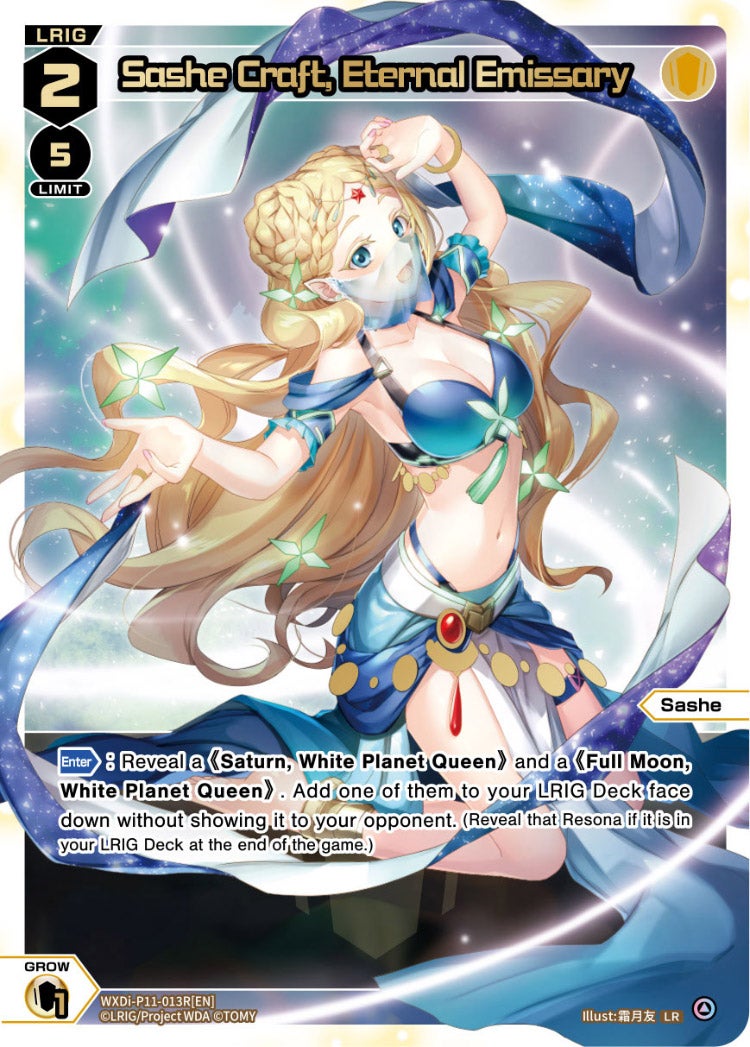 LRIG
2
Sashe Craft, Eternal Emissary
5
LIMIT
Sashe
Enter : Reveal a 《Saturn, White Planet Queen》 and a 《Full Moon,
White Planet Queen》. Add one of them to your LRIG Deck face
down without showing it to your opponent. (Reveal that Resona if it is in
your LRIG Deck at the end of the game.)
GROW
1
WXDi-P11-013R[EN]
©LRIG/Project WDA ©TOMY
Illust:霜月友 LR